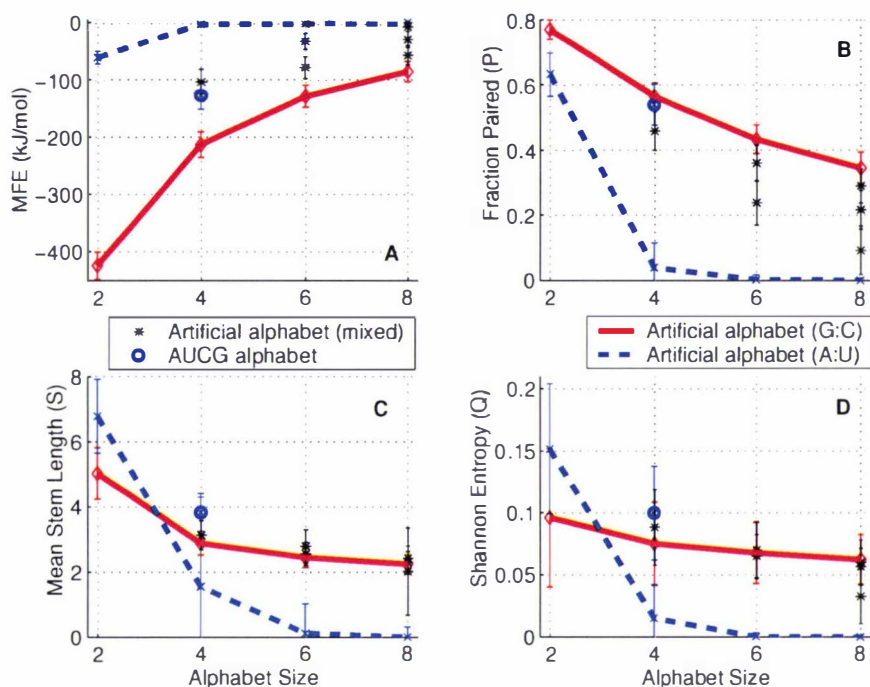 0
−100
−200
−300
−400
MFE (kJ/mol)
A
2
4
6
8
0.8
0.6
0.4
0.2
0
Fraction Paired (P)
B
2
4
6
8
Artificial alphabet (mixed)
AUCG alphabet
Artificial alphabet (G:C)
Artificial alphabet (A:U)
8
6
4
2
0
Mean Stem Length (S)
C
2
4
6
8
Alphabet Size
0.2
0.15
0.1
0.05
0
Shannon Entropy (Q)
D
2
4
6
8
Alphabet Size